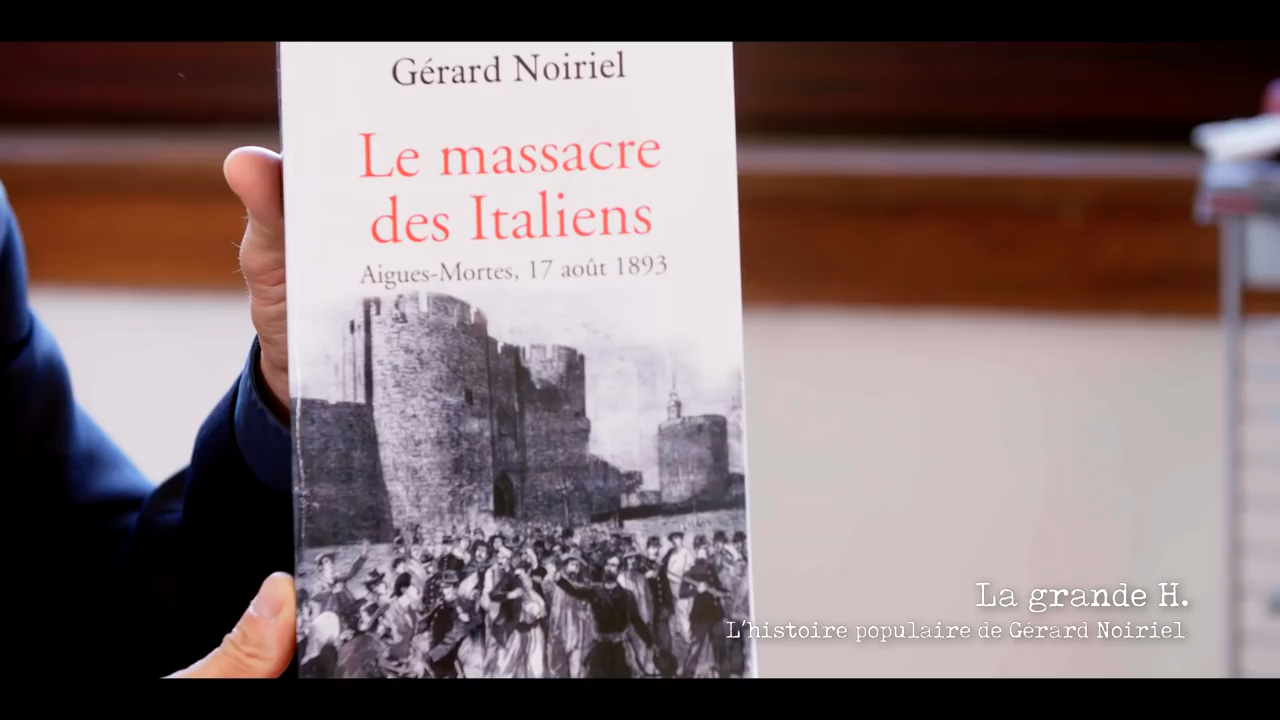 Gérard Noiriel
Le massacre
des Italiens
Aigues-Mortes, 17 août 1893
La grande H.
L'histoire populaire de Gérard Noiriel